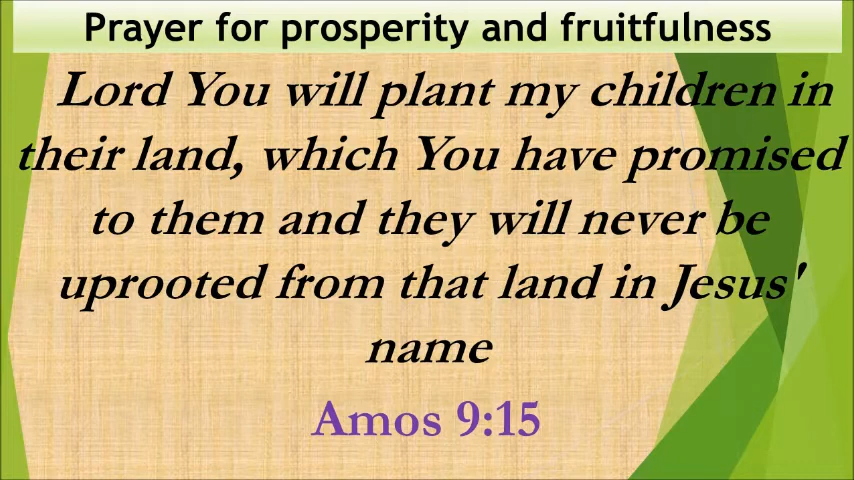 Prayer for prosperity and fruitfulness
Lord You will plant my children in
their land, which You have promised
to them and they will never be
uprooted from that land in Jesus'
name
Amos 9:15